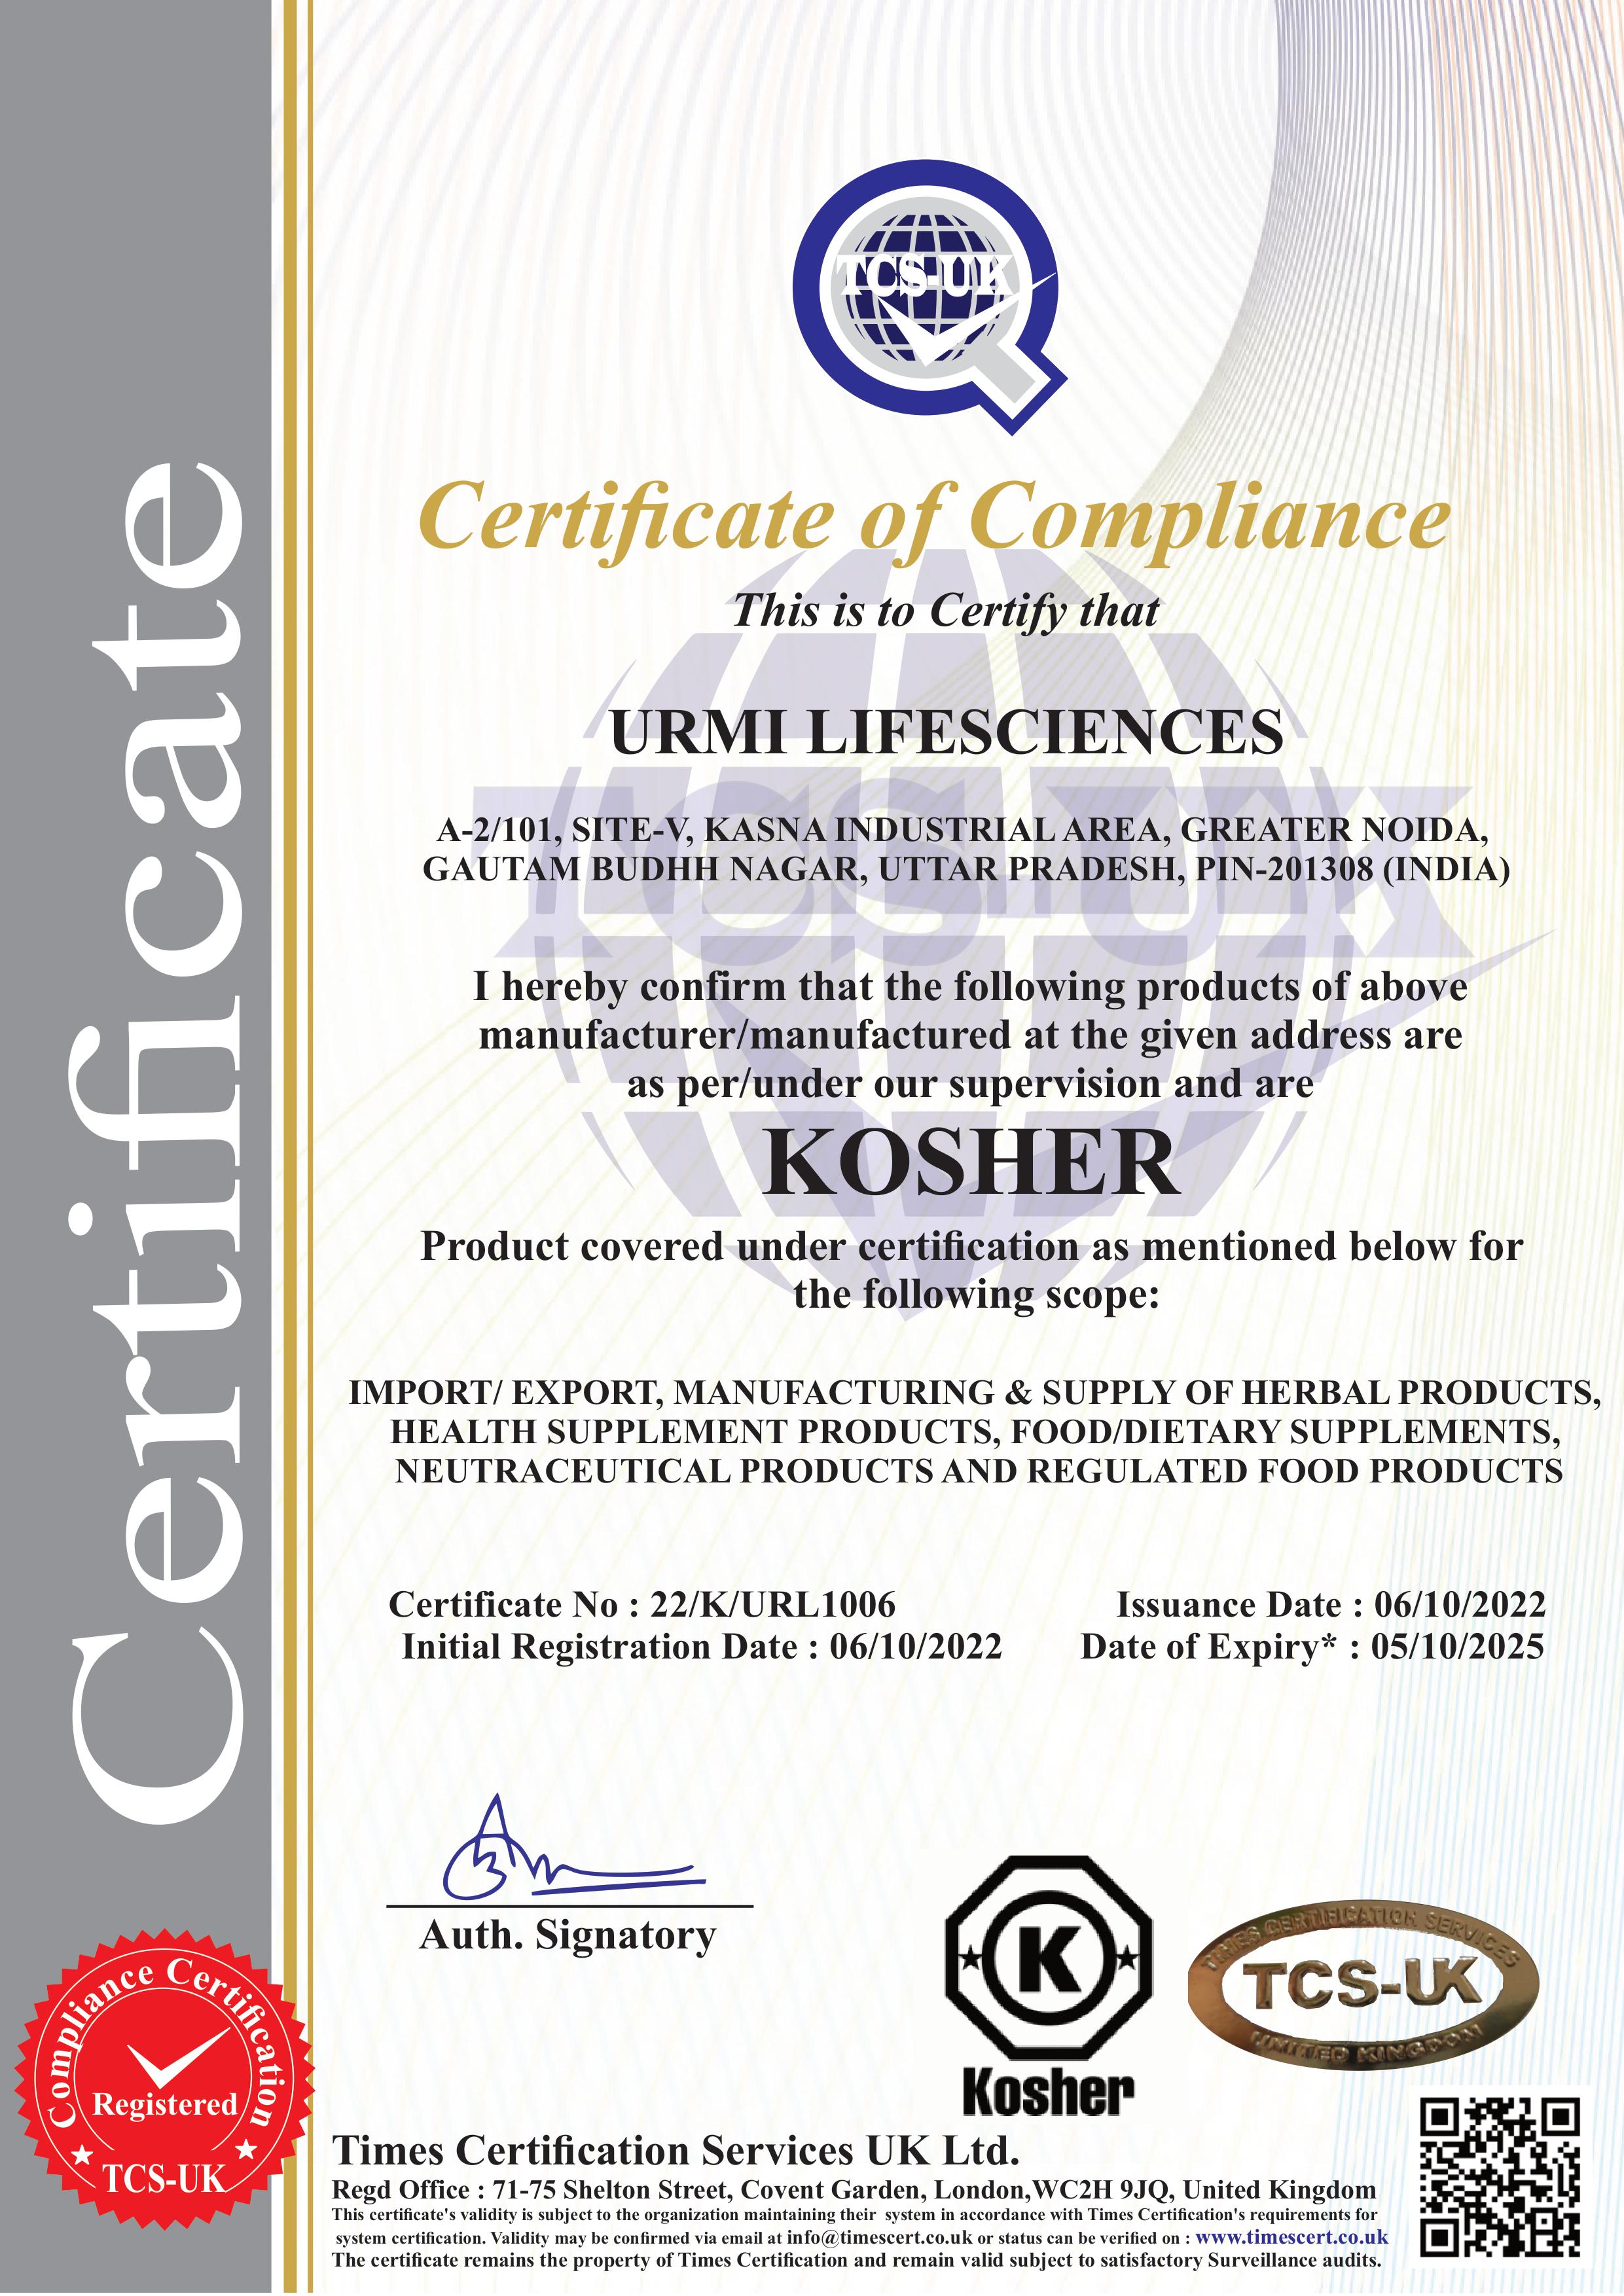 Certificate
TCS-UK
Certificate of Compliance
This is to Certify that
URMI LIFESCIENCES
A-2/101, SITE-V, KASNA INDUSTRIAL AREA, GREATER NOIDA,
GAUTAM BUDHH NAGAR, UTTAR PRADESH, PIN-201308 (INDIA)
TCS-UK
I hereby confirm that the following products of above
manufacturer/manufactured at the given address are
as per/under our supervision and are
KOSHER
Product covered under certification as mentioned below for
the following scope:
IMPORT/ EXPORT, MANUFACTURING & SUPPLY OF HERBAL PRODUCTS,
HEALTH SUPPLEMENT PRODUCTS, FOOD/DIETARY SUPPLEMENTS,
NEUTRACEUTICAL PRODUCTS AND REGULATED FOOD PRODUCTS
Certificate No : 22/K/URL1006
Issuance Date : 06/10/2022
Initial Registration Date : 06/10/2022
Date of Expiry* : 05/10/2025
Auth. Signatory
K
Kosher
TIMES CERTIFICATION SERVICES
TCS-UK
UNITED KINGDOM
Compliance Certification
Registered
TCS-UK
Times Certification Services UK Ltd.
Regd Office : 71-75 Shelton Street, Covent Garden, London,WC2H 9JQ, United Kingdom
This certificate's validity is subject to the organization maintaining their system in accordance with Times Certification's requirements for
system certification. Validity may be confirmed via email at info@timescert.co.uk or status can be verified on : www.timescert.co.uk
The certificate remains the property of Times Certification and remain valid subject to satisfactory Surveillance audits.